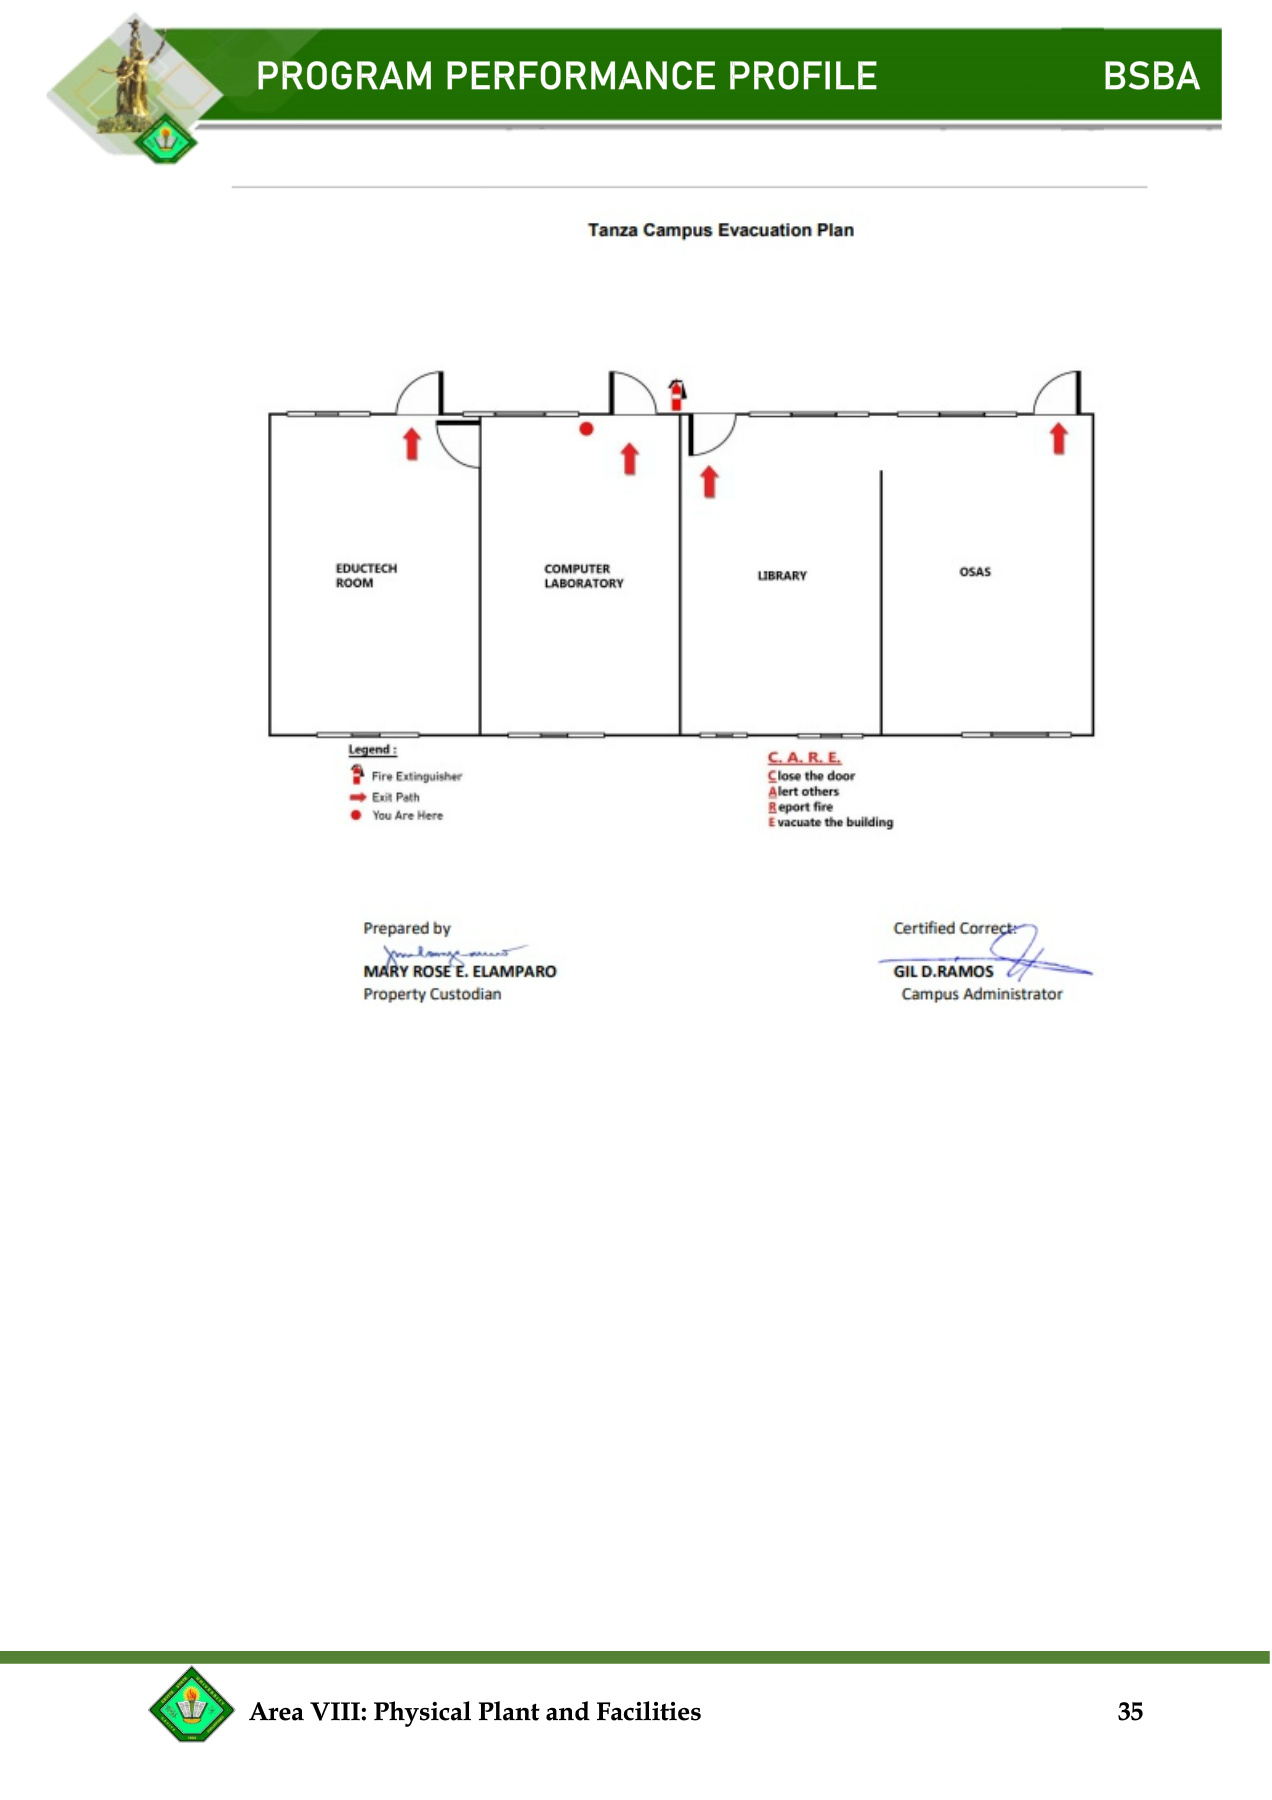 PROGRAM PERFORMANCE PROFILE BSBA
Tanza Campus Evacuation Plan
EDUCTECH
ROOM
COMPUTER
LABORATORY
LIBRARY
OSAS
Legend :
Fire Extinguisher
Exit Path
You Are Here
C. A. R. E.
Close the door
Alert others
Report fire
Evacuate the building
Prepared by
MARY ROSE E. ELAMPARO
Property Custodian
Certified Correct:
GIL D.RAMOS
Campus Administrator
Area VIII: Physical Plant and Facilities 35